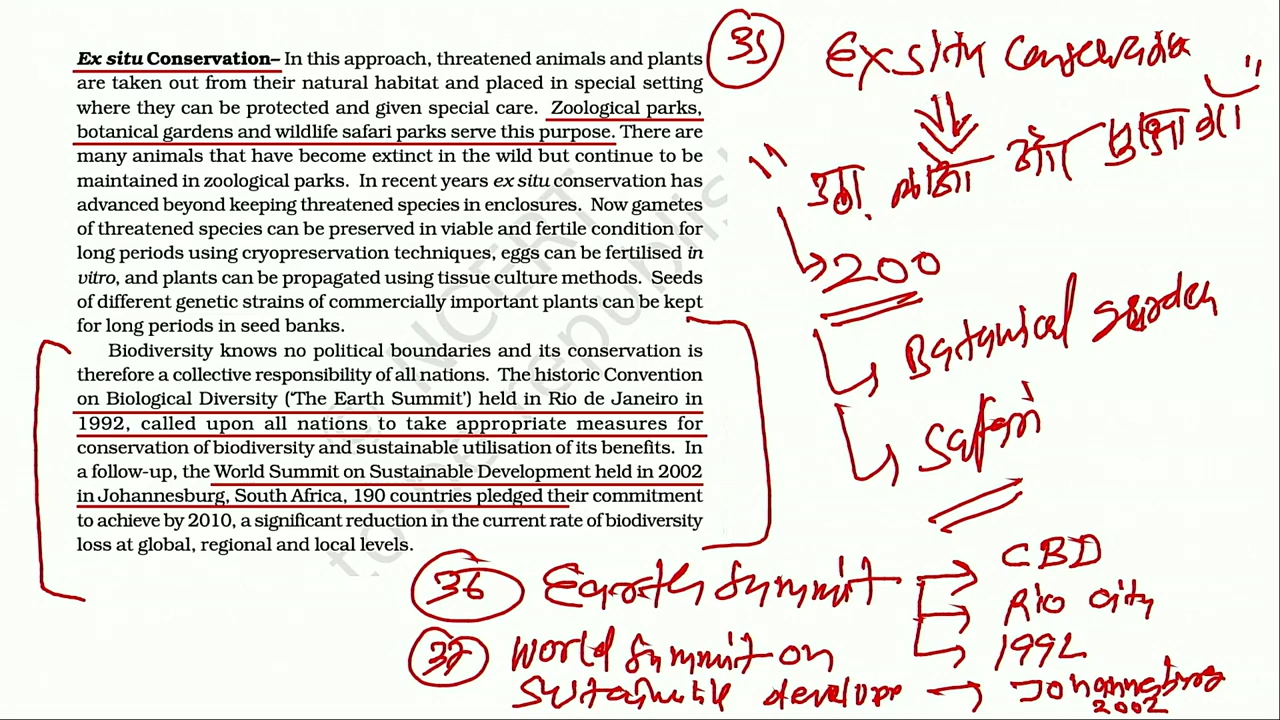 Ex situ Conservation– In this approach, threatened animals and plants
are taken out from their natural habitat and placed in special setting
where they can be protected and given special care. Zoological parks,
botanical gardens and wildlife safari parks serve this purpose. There are
many animals that have become extinct in the wild but continue to be
maintained in zoological parks. In recent years ex situ conservation has
advanced beyond keeping threatened species in enclosures. Now gametes
of threatened species can be preserved in viable and fertile condition for
long periods using cryopreservation techniques, eggs can be fertilised in
vitro, and plants can be propagated using tissue culture methods. Seeds
of different genetic strains of commercially important plants can be kept
for long periods in seed banks.
Biodiversity knows no political boundaries and its conservation is
therefore a collective responsibility of all nations. The historic Convention
on Biological Diversity (‘The Earth Summit’) held in Rio de Janeiro in
1992, called upon all nations to take appropriate measures for
conservation of biodiversity and sustainable utilisation of its benefits. In
a follow-up, the World Summit on Sustainable Development held in 2002
in Johannesburg, South Africa, 190 countries pledged their commitment
to achieve by 2010, a significant reduction in the current rate of biodiversity
loss at global, regional and local levels.
35 Ex situ
200
Botanical
Safari
36 Earth Summit
CBD
Rio City
1992
37 World Summit on
Johannesburg
2002
© NCERT